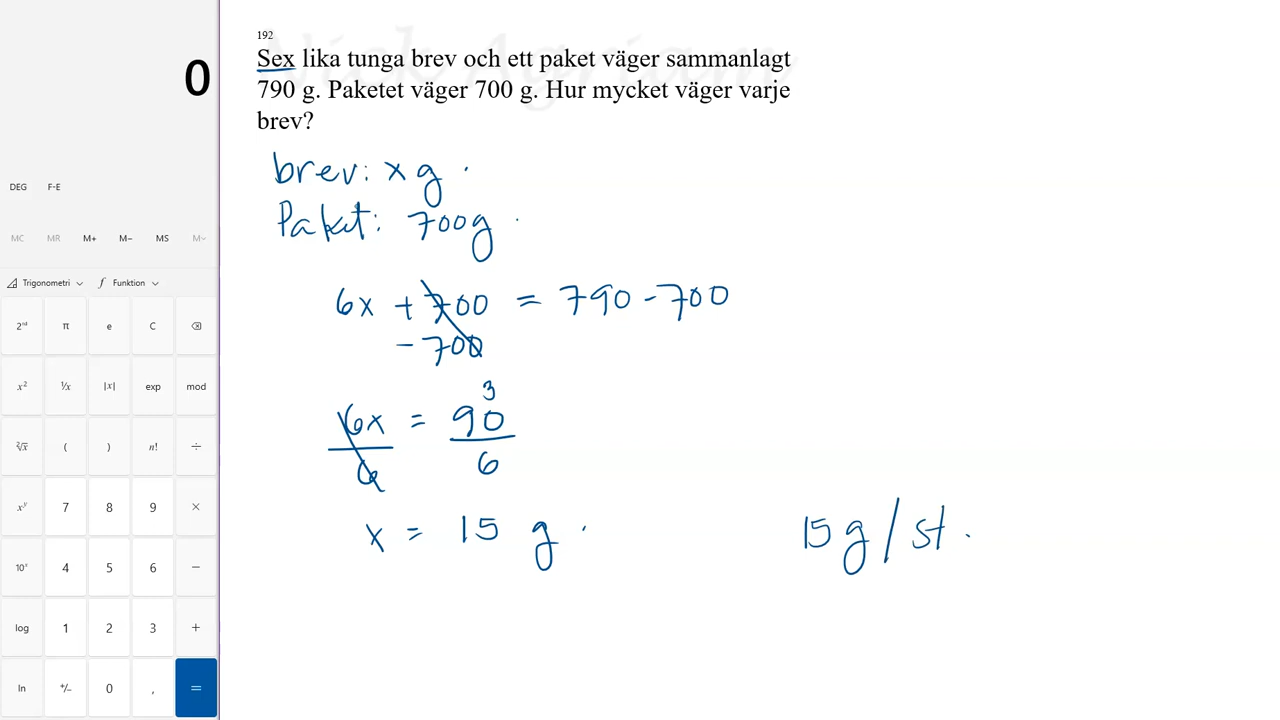 192
Sex lika tunga brev och ett paket väger sammanlagt
790 g. Paketet väger 700 g. Hur mycket väger varje
brev?
brev: x g
Paket: 700g
6x + 700 = 790 - 700
- 700
3
6x = 90
6 6
x = 15 g
15 g / st.
0
DEG F-E
MC MR M+ M− MS M˅
Trigonometri Funktion
2ⁿᵈ π e C
x² ¹/x |x| exp mod
²√x ( ) n! ÷
xʸ 7 8 9 ×
10ˣ 4 5 6 −
log 1 2 3 +
ln +/− 0 , =